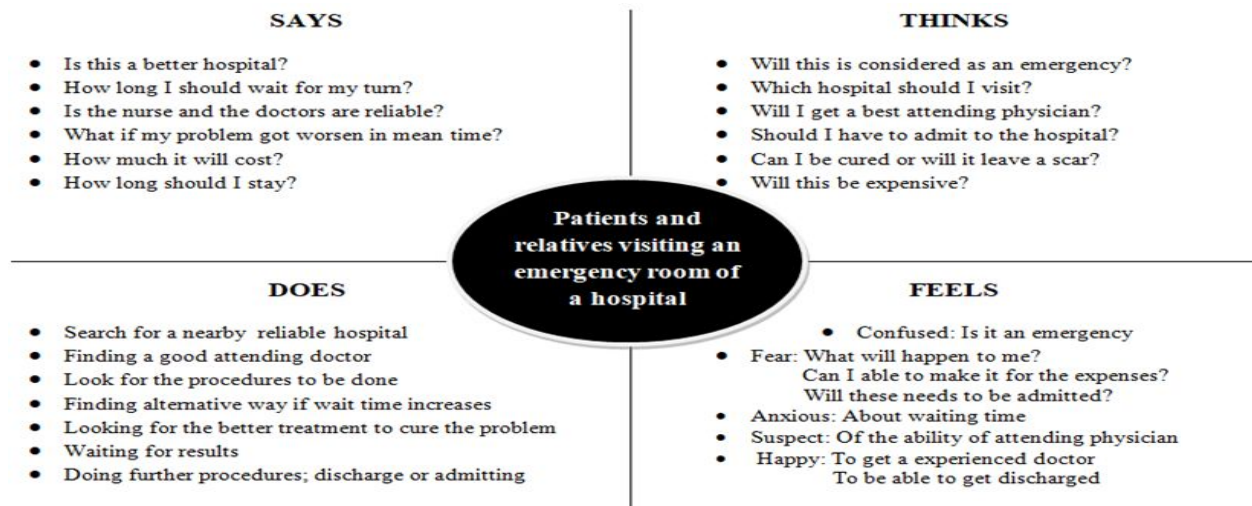 SAYS
● Is this a better hospital?
● How long I should wait for my turn?
● Is the nurse and the doctors are reliable?
● What if my problem got worsen in mean time?
● How much it will cost?
● How long should I stay?
THINKS
● Will this is considered as an emergency?
● Which hospital should I visit?
● Will I get a best attending physician?
● Should I have to admit to the hospital?
● Can I be cured or will it leave a scar?
● Will this be expensive?
Patients and
relatives visiting an
emergency room of
a hospital
DOES
● Search for a nearby reliable hospital
● Finding a good attending doctor
● Look for the procedures to be done
● Finding alternative way if wait time increases
● Looking for the better treatment to cure the problem
● Waiting for results
● Doing further procedures; discharge or admitting
FEELS
● Confused: Is it an emergency
● Fear: What will happen to me?
Can I able to make it for the expenses?
Will these needs to be admitted?
● Anxious: About waiting time
● Suspect: Of the ability of attending physician
● Happy: To get a experienced doctor
To be able to get discharged